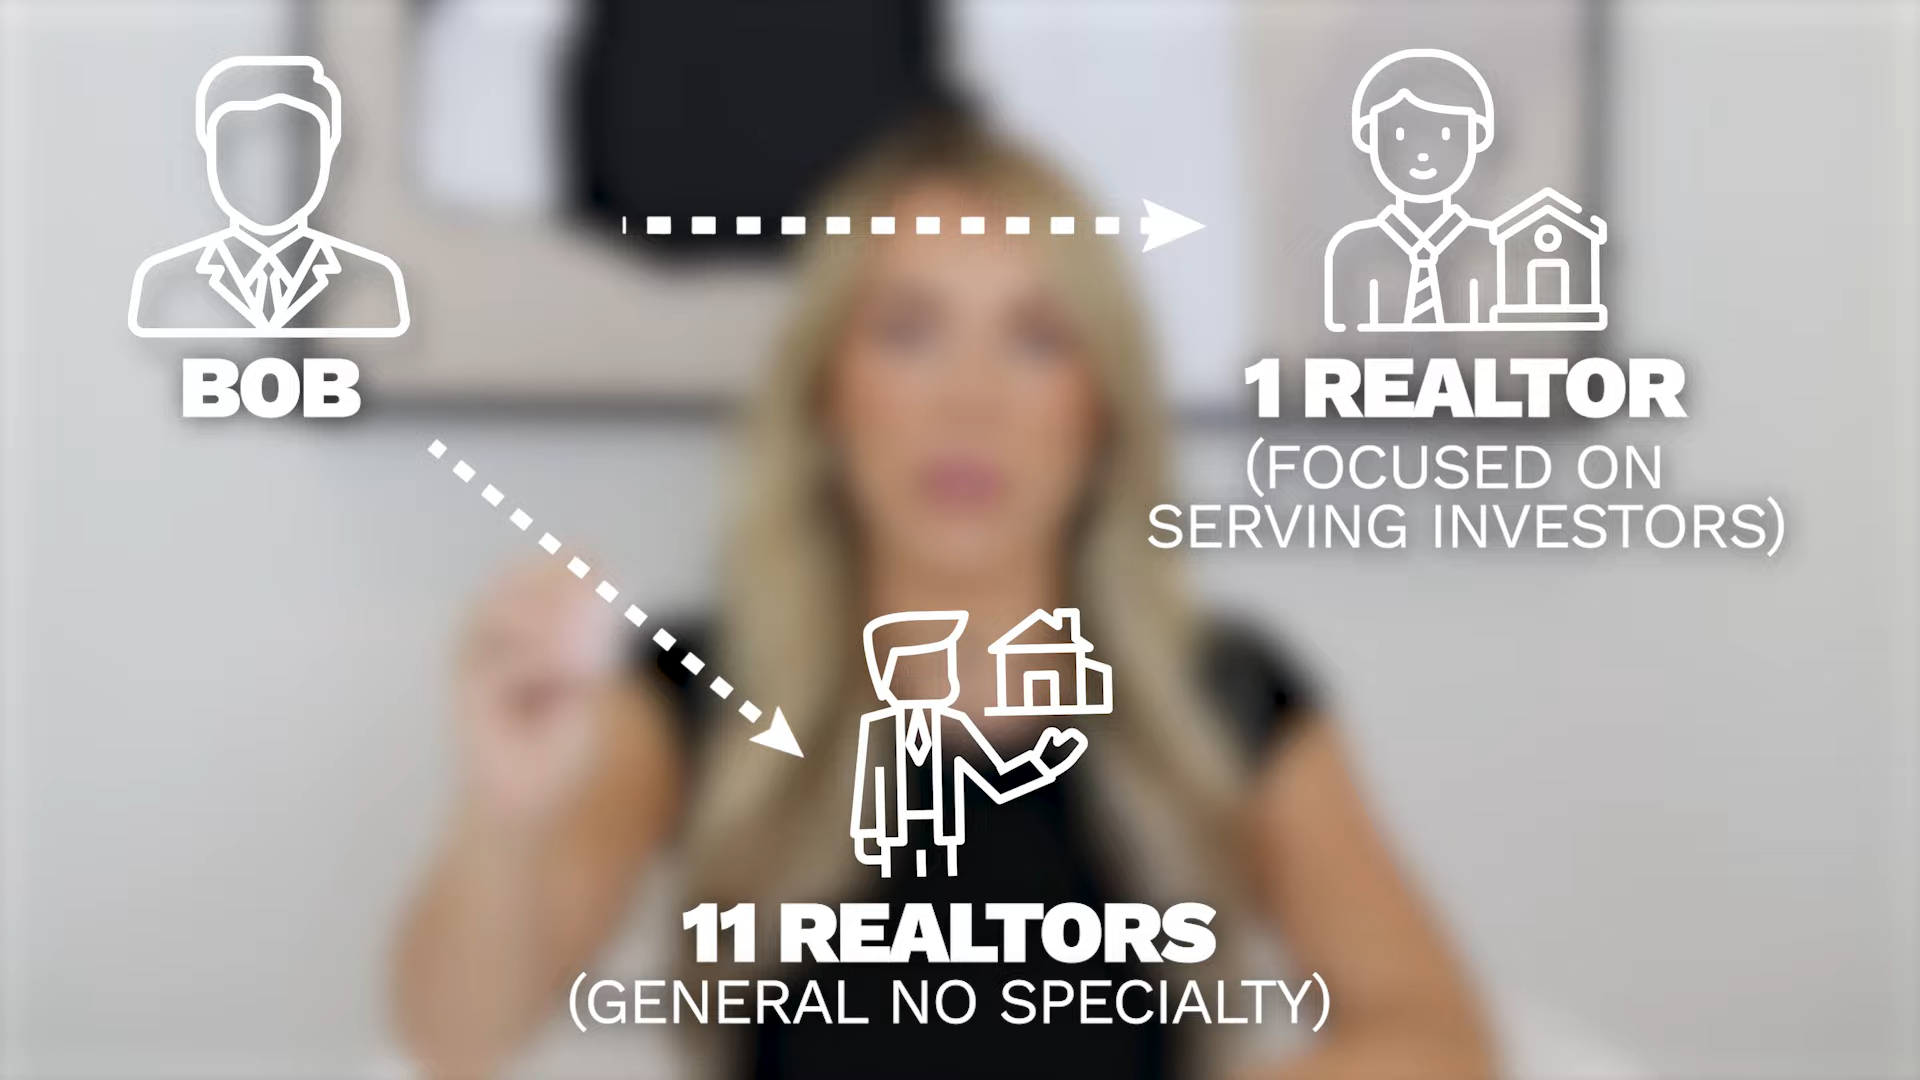 BOB
1 REALTOR
(FOCUSED ON
SERVING INVESTORS)
11 REALTORS
(GENERAL NO SPECIALTY)